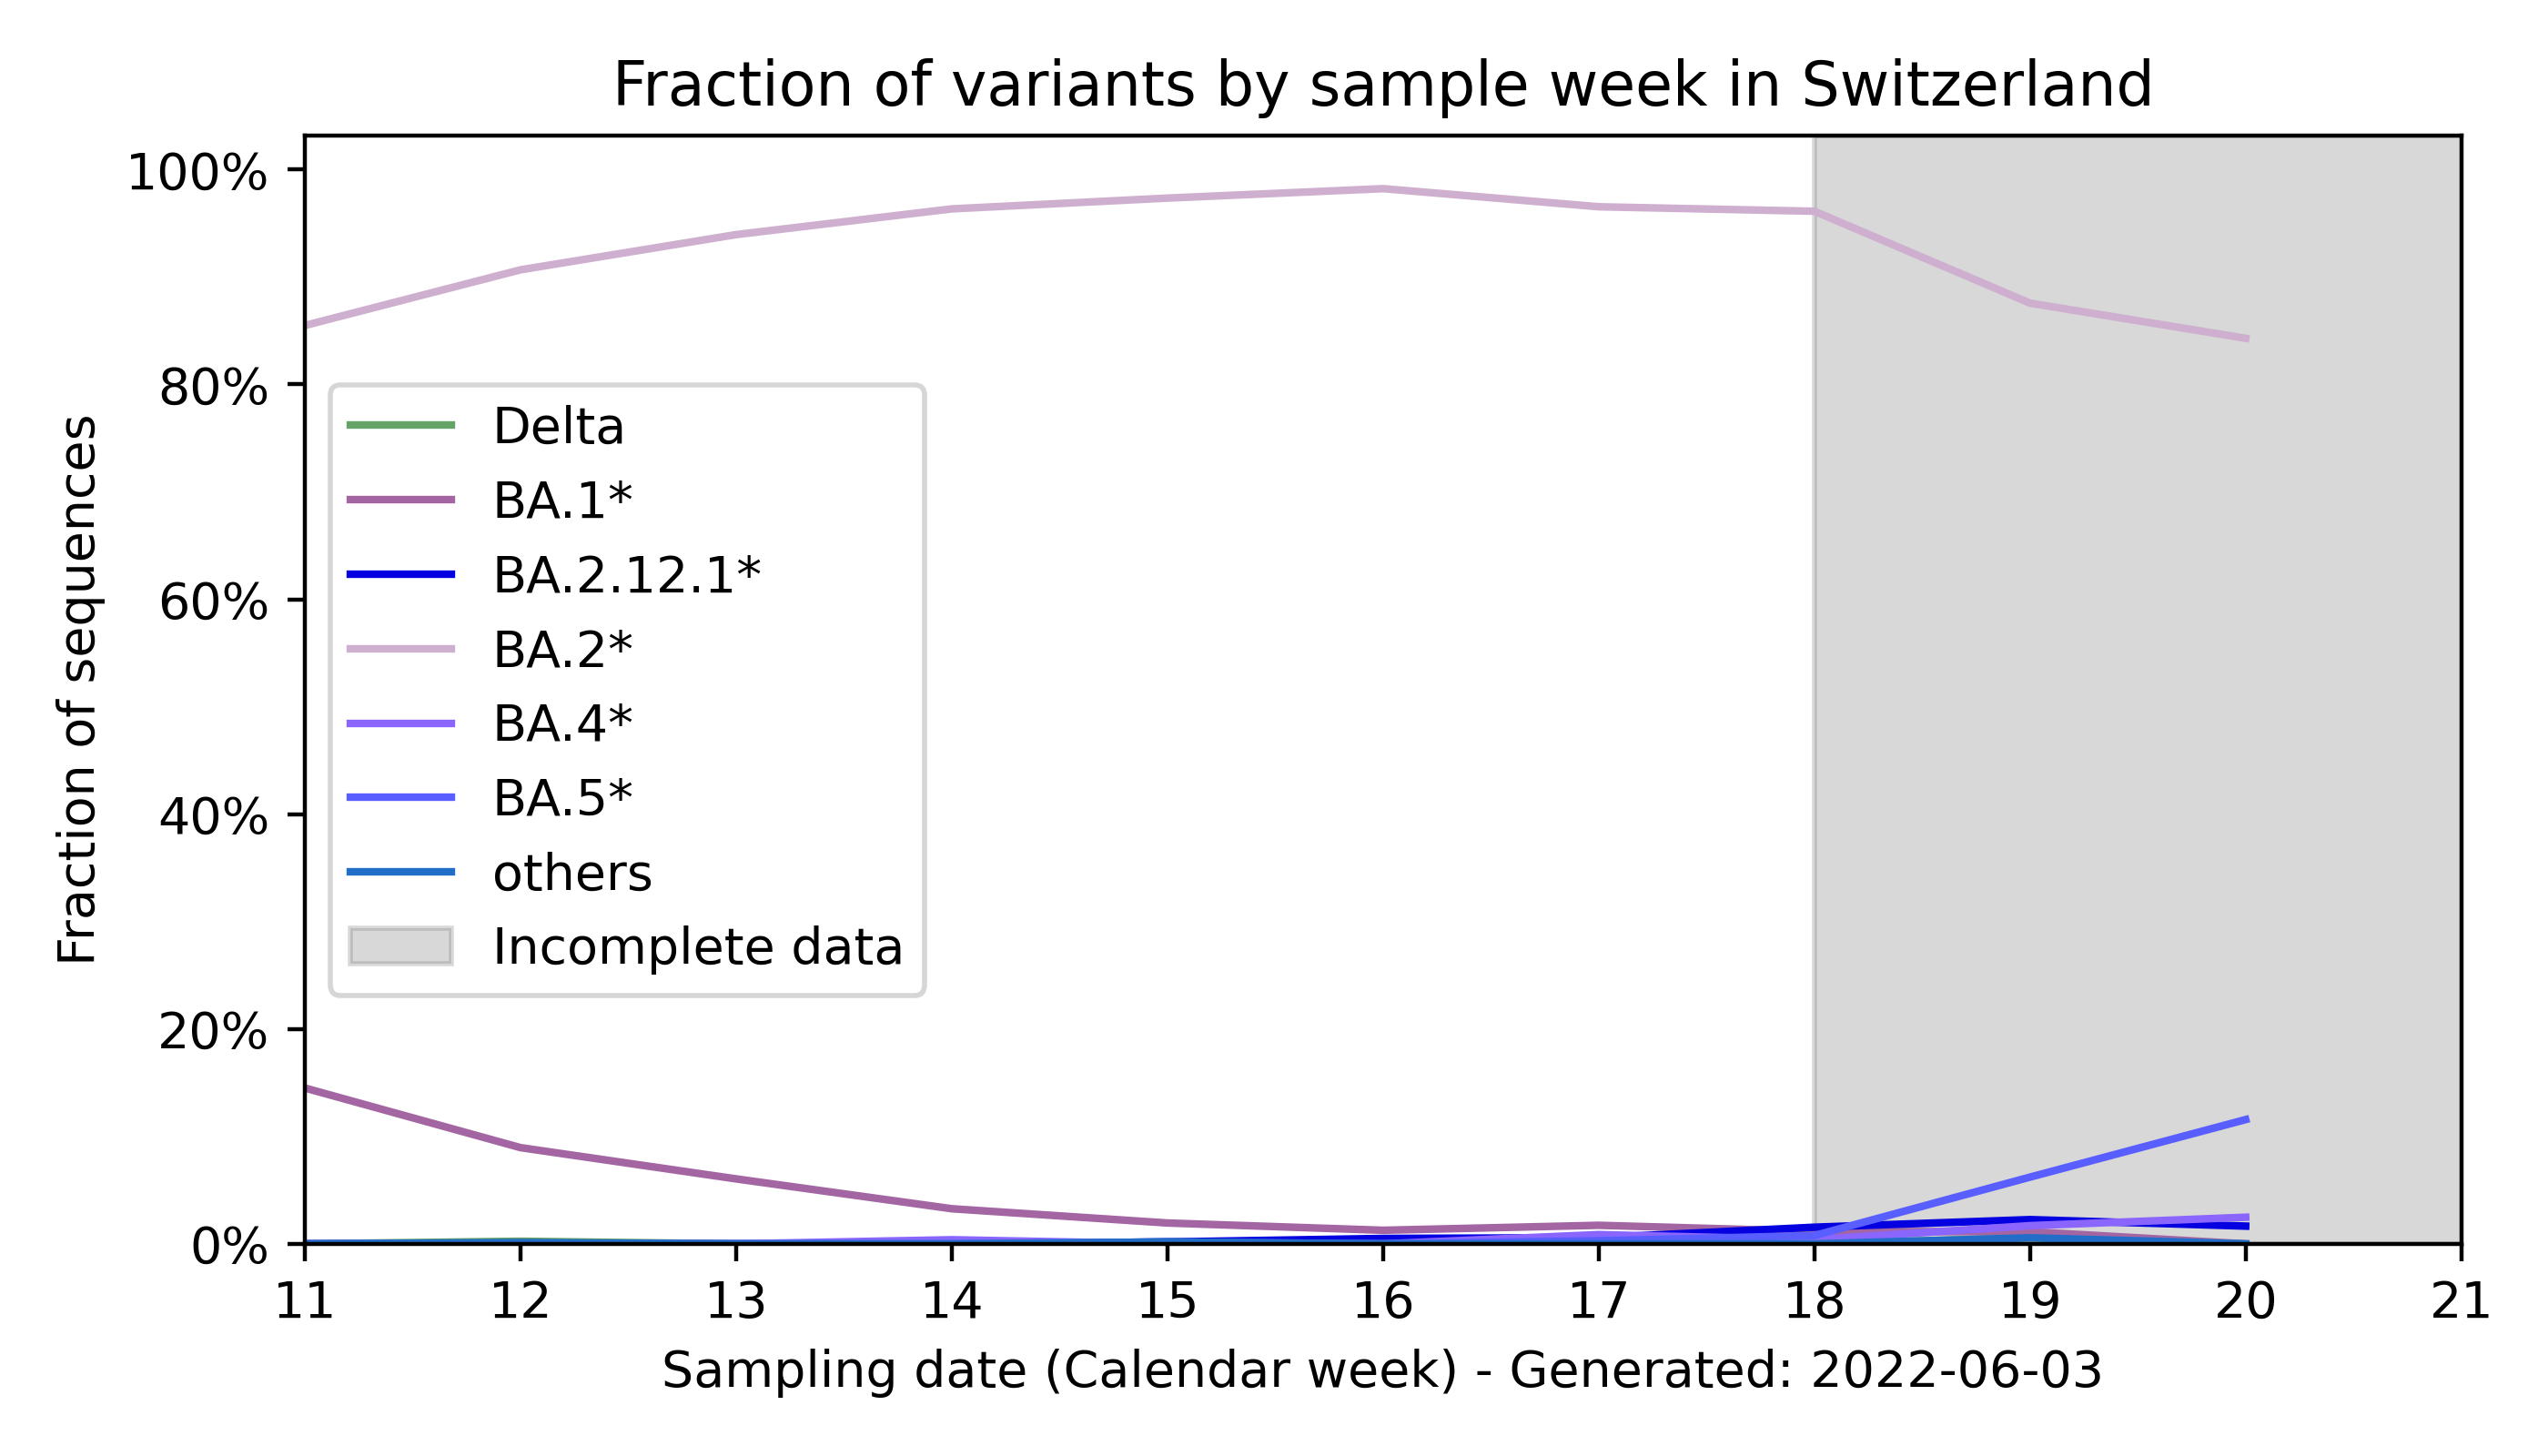 Fraction of variants by sample week in Switzerland
Fraction of sequences
100%
80%
60%
40%
20%
0%
Delta
BA.1*
BA.2.12.1*
BA.2*
BA.4*
BA.5*
others
Incomplete data
11 12 13 14 15 16 17 18 19 20 21
Sampling date (Calendar week) - Generated: 2022-06-03